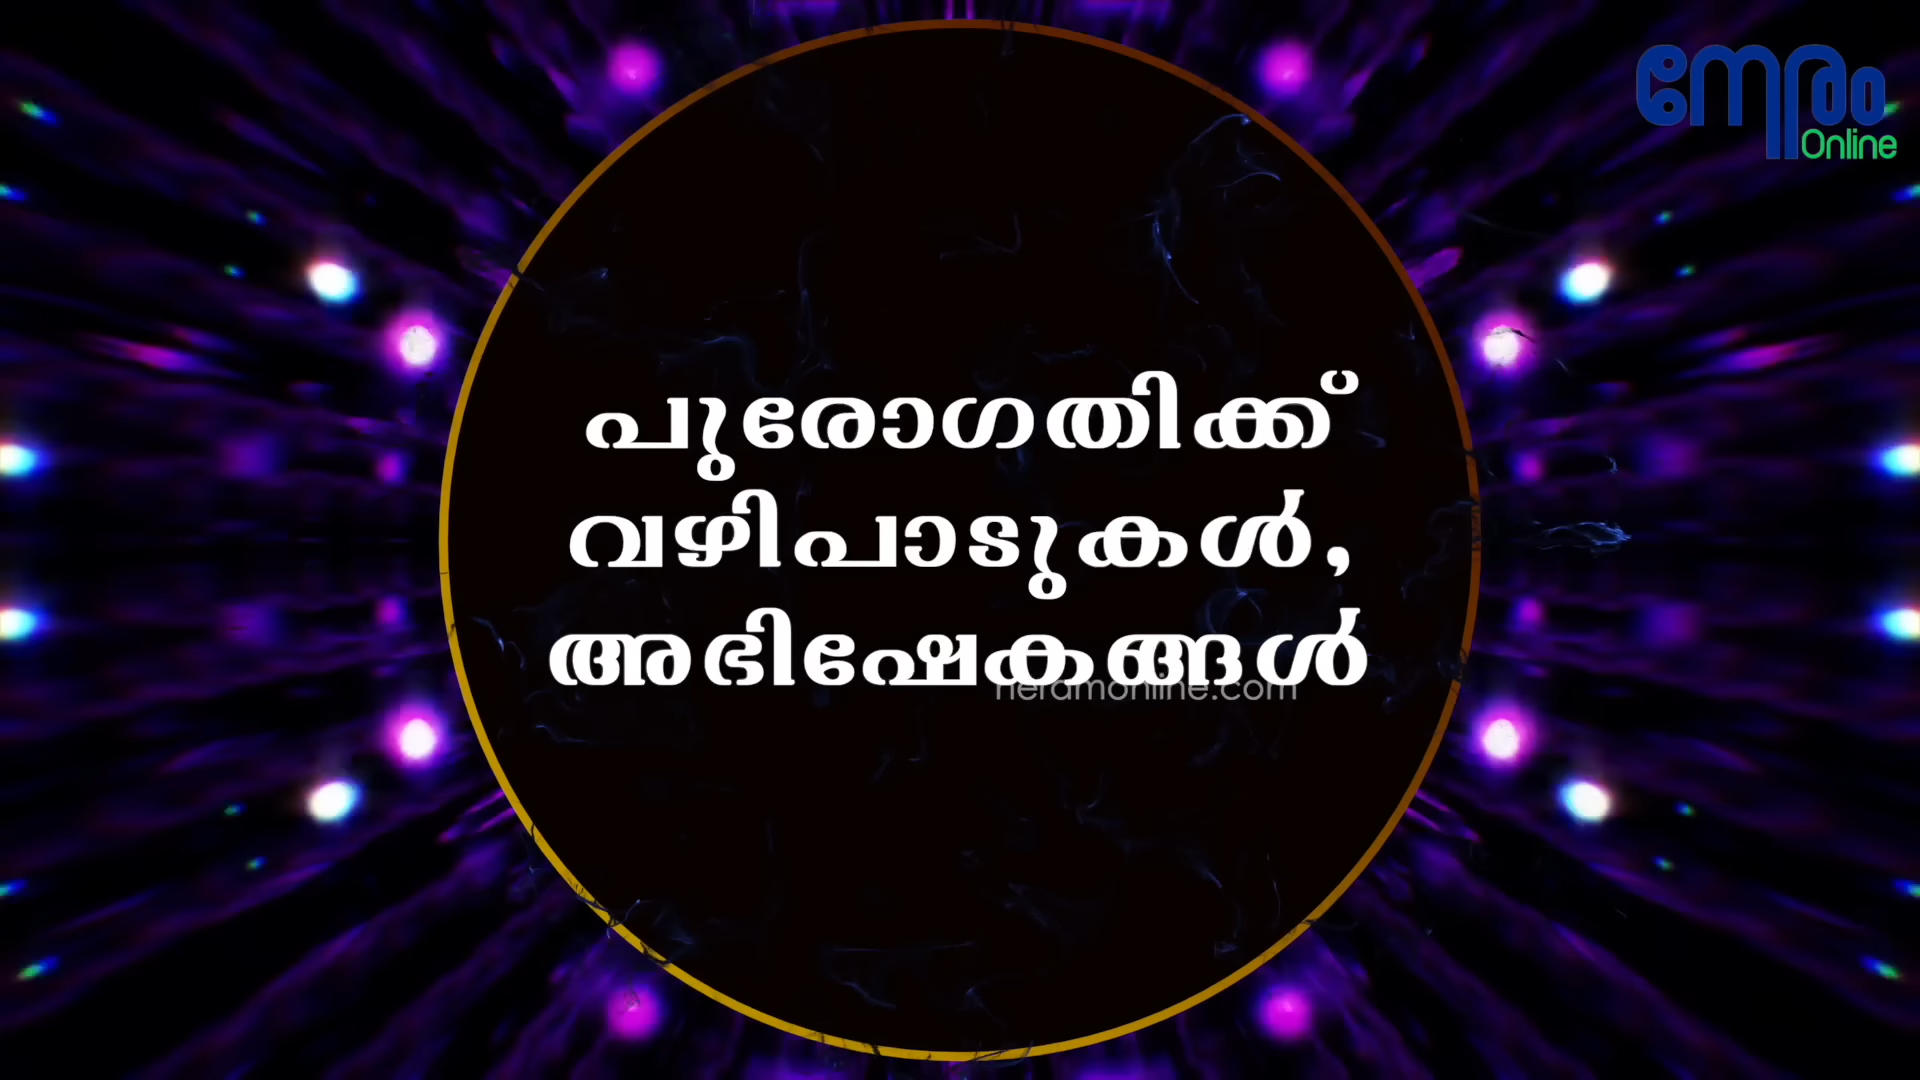 നേരം
Online
പുരോഗതിക്ക്
വഴിപാടുകൾ,
അഭിഷേകങ്ങൾ
neramonline.com